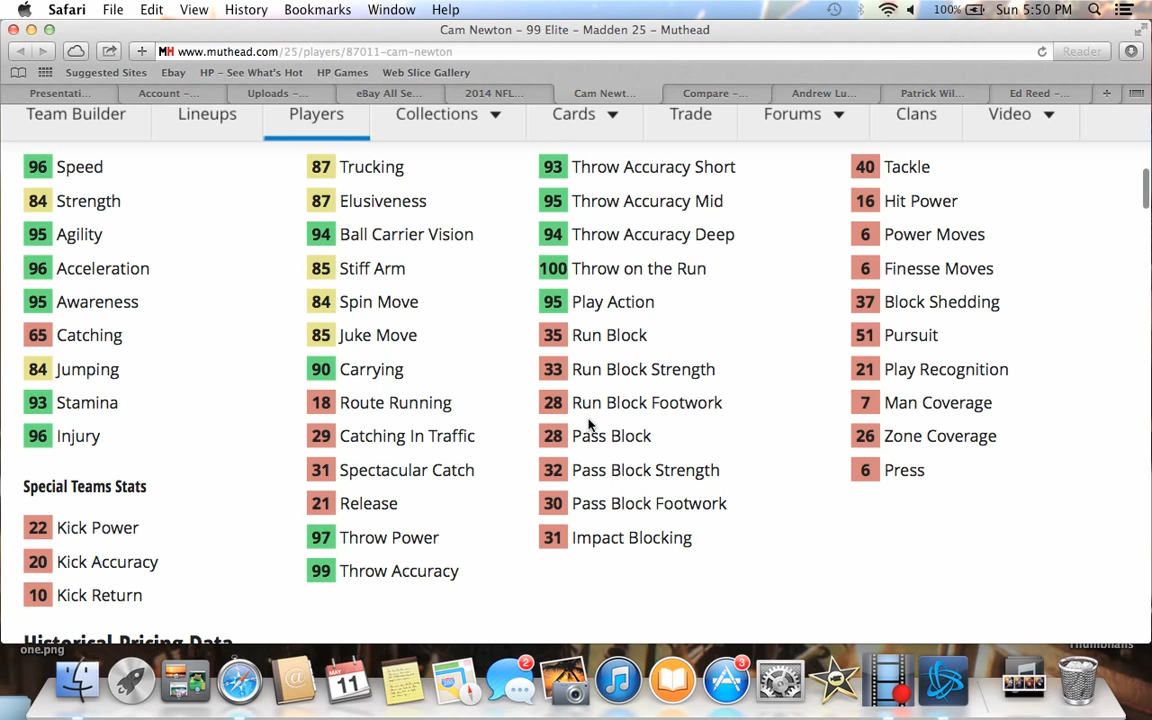 Safari File Edit View History Bookmarks Window Help 100% Sun 5:50 PM
Cam Newton – 99 Elite – Madden 25 – Muthead
MH www.muthead.com/25/players/87011-cam-newton Reader
Suggested Sites Ebay HP – See What's Hot HP Games Web Slice Gallery
Presentati... Account –... Uploads –... eBay All Se... 2014 NFL... Cam Newt... Compare –... Andrew Lu... Patrick Wil... Ed Reed –...
Team Builder Lineups Players Collections Cards Trade Forums Clans Video
96 Speed 87 Trucking 93 Throw Accuracy Short 40 Tackle
84 Strength 87 Elusiveness 95 Throw Accuracy Mid 16 Hit Power
95 Agility 94 Ball Carrier Vision 94 Throw Accuracy Deep 6 Power Moves
96 Acceleration 85 Stiff Arm 100 Throw on the Run 6 Finesse Moves
95 Awareness 84 Spin Move 95 Play Action 37 Block Shedding
65 Catching 85 Juke Move 35 Run Block 51 Pursuit
84 Jumping 90 Carrying 33 Run Block Strength 21 Play Recognition
93 Stamina 18 Route Running 28 Run Block Footwork 7 Man Coverage
96 Injury 29 Catching In Traffic 28 Pass Block 26 Zone Coverage
31 Spectacular Catch 32 Pass Block Strength 6 Press
Special Teams Stats
21 Release 30 Pass Block Footwork
22 Kick Power 97 Throw Power 31 Impact Blocking
20 Kick Accuracy 99 Throw Accuracy
10 Kick Return
Historical Pricing Data
one.png Thumbnails
MAY 11 2 3